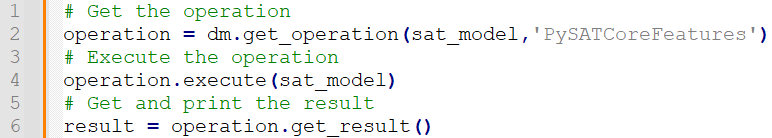 1 # Get the operation
2 operation = dm.get_operation(sat_model,'PySATCoreFeatures')
3 # Execute the operation
4 operation.execute(sat_model)
5 # Get and print the result
6 result = operation.get_result()